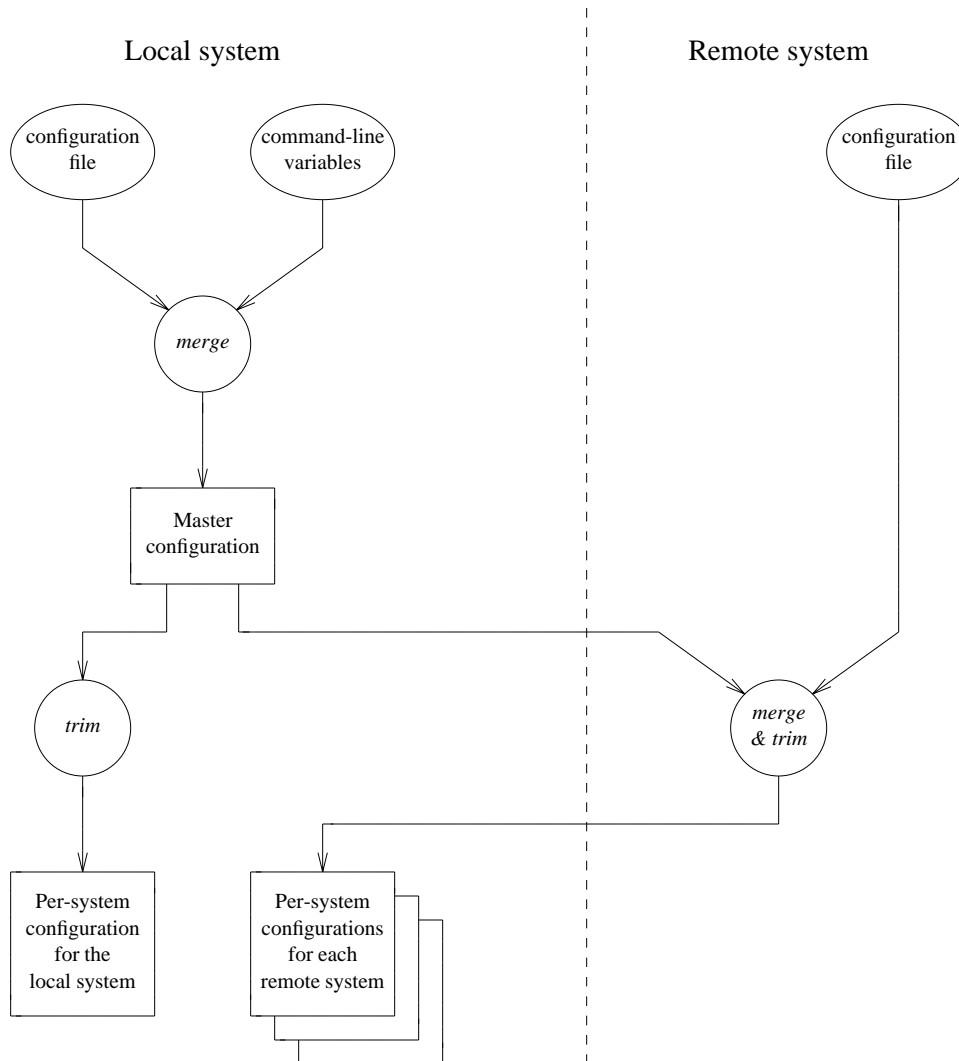 Local system
Remote system
configuration
file
command-line
variables
configuration
file
merge
Master
configuration
trim
merge
& trim
Per-system
configuration
for the
local system
Per-system
configurations
for each
remote system